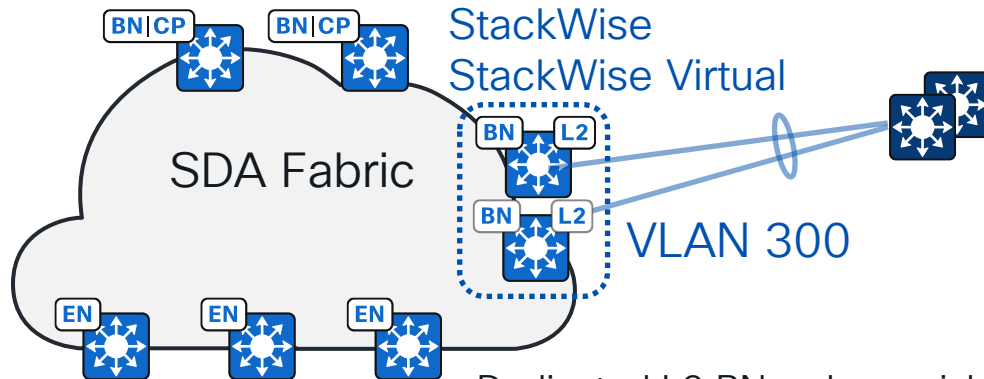 BN|CP
BN|CP
StackWise
StackWise Virtual
BN L2
SDA Fabric
BN L2
VLAN 300
EN
EN
EN